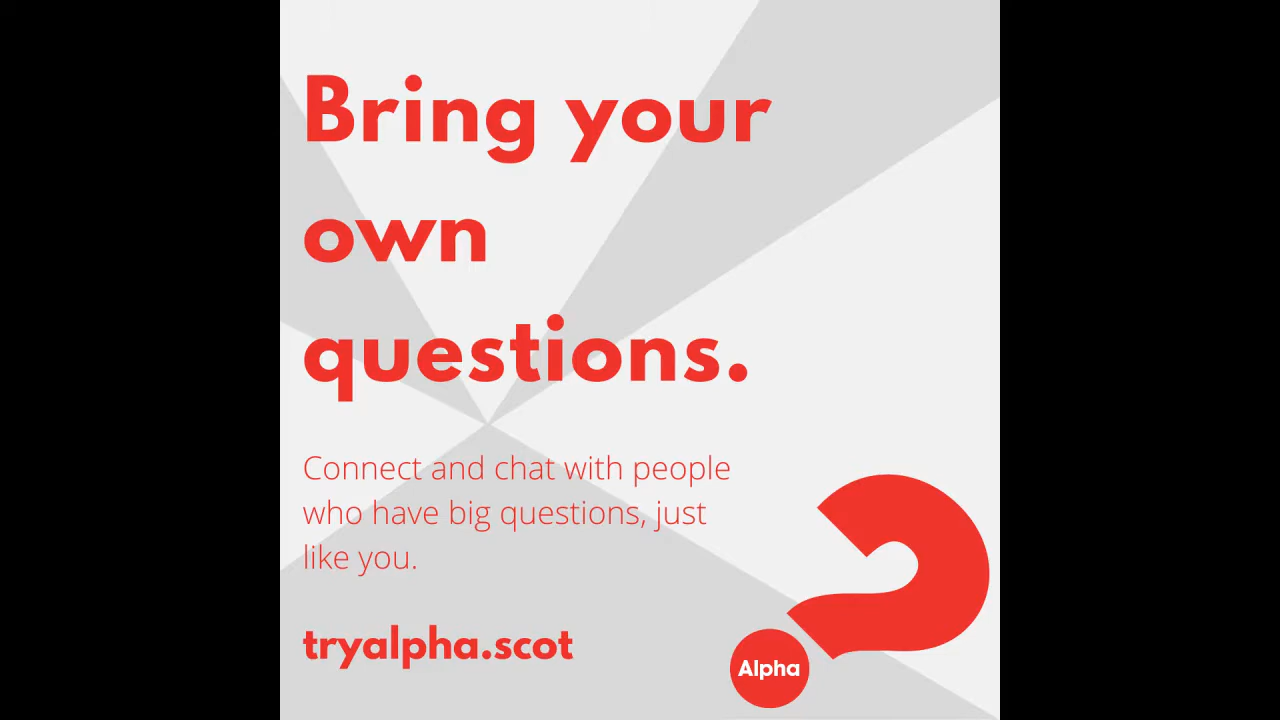 Bring your
own
questions.
Connect and chat with people
who have big questions, just
like you.
tryalpha.scot
Alpha